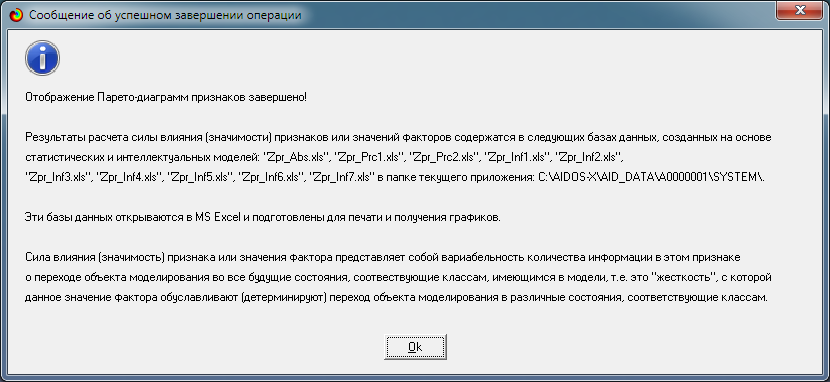 Сообщение об успешном завершении операции
Отображение Парето-диаграмм признаков завершено!
Результаты расчета силы влияния (значимости) признаков или значений факторов содержатся в следующих базах данных, созданных на основе
статистических и интеллектуальных моделей: "Zpr_Abs.xls", "Zpr_Prc1.xls", "Zpr_Prc2.xls", "Zpr_Inf1.xls", "Zpr_Inf2.xls",
"Zpr_Inf3.xls", "Zpr_Inf4.xls", "Zpr_Inf5.xls", "Zpr_Inf6.xls", "Zpr_Inf7.xls" в папке текущего приложения: C:\AIDOS-X\AID_DATA\A0000001\SYSTEM\.
Эти базы данных открываются в MS Excel и подготовлены для печати и получения графиков.
Сила влияния (значимость) признака или значения фактора представляет собой вариабельность количества информации в этом признаке
о переходе объекта моделирования во все будущие состояния, соотвествующие классам, имеющимся в модели, т.е. это "жесткость", с которой
данное значение фактора обуславливают (детерминируют) переход объекта моделирования в различные состояния, соответствующие классам.
Ok